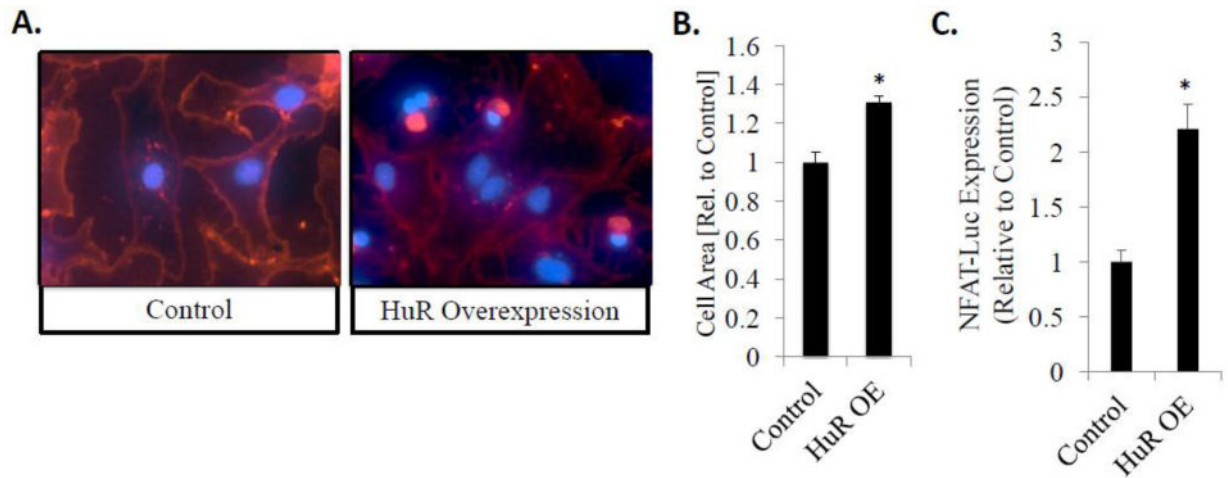 A.
Control
HuR Overexpression
B.
Cell Area [Rel. to Control]
1.6
1.4
1.2
1
0.8
0.6
0.4
0.2
0
*
Control
HuR OE
C.
NFAT-Luc Expression
(Relative to Control)
3
2.5
2
1.5
1
0.5
0
*
Control
HuR OE